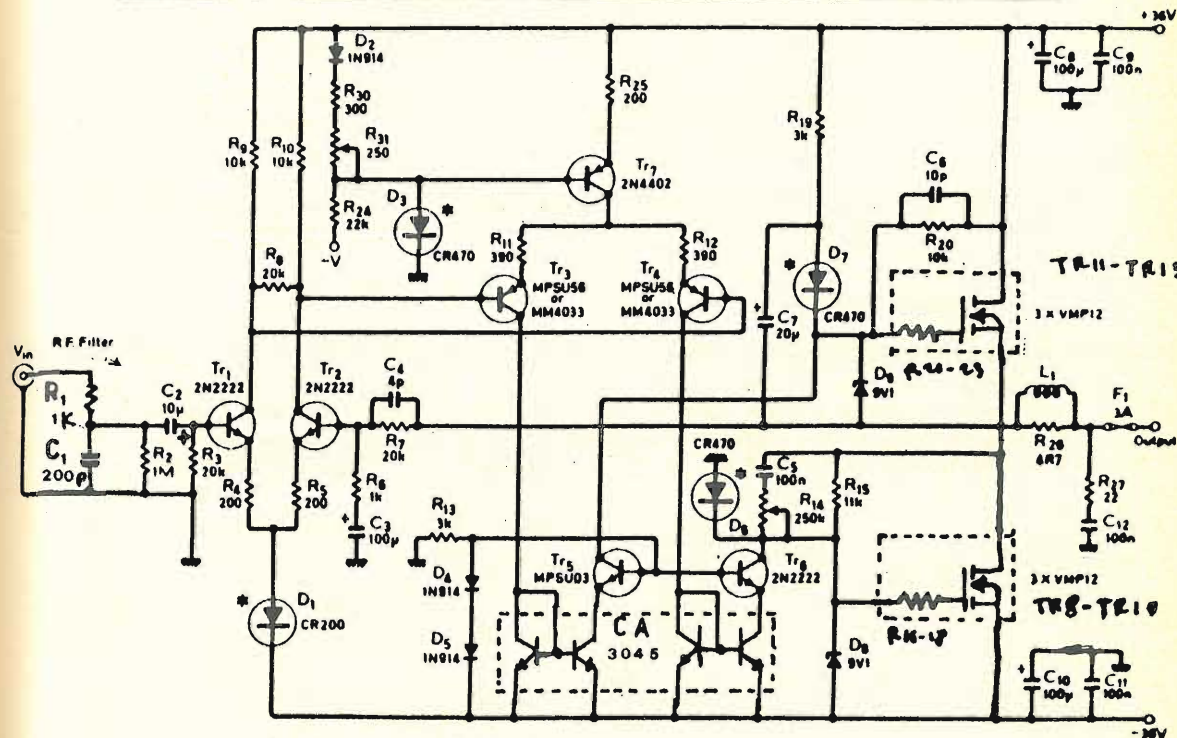 +36V
D2
1N914
R30
300
R31
250
R24
22k
-V
R9
10k
R10
10k
R8
20k
D3
*
CR470
R25
200
Tr7
2N4402
R11
390
R12
390
Tr3
MPSU56
or
MM4033
Tr4
MPSU56
or
MM4033
R19
3k
D7
*
CR470
C7
+
20µ
C8
+
100µ
C9
100n
C6
10p
R20
10k
3 x VMP12
D9
9V1
Vin
R.F. Filter
R1
1K
C1
200p
R2
1M
C2
10µ
+
R3
20k
Tr1
2N2222
Tr2
2N2222
C4
4p
R7
20k
R4
200
R5
200
R6
1k
C3
+
100µ
D1
*
CR200
R13
3k
D4
1N914
D5
1N914
Tr5
MPSU03
Tr6
2N2222
CA
3045
CR470
*
D6
C5
100n
R14
250k
R15
11k
D8
9V1
R16-18
3 x VMP12
TR8-TR10
L1
R26
4R7
F1
3A
Output
R27
22
C12
100n
C10
+
100µ
C11
100n
-36V